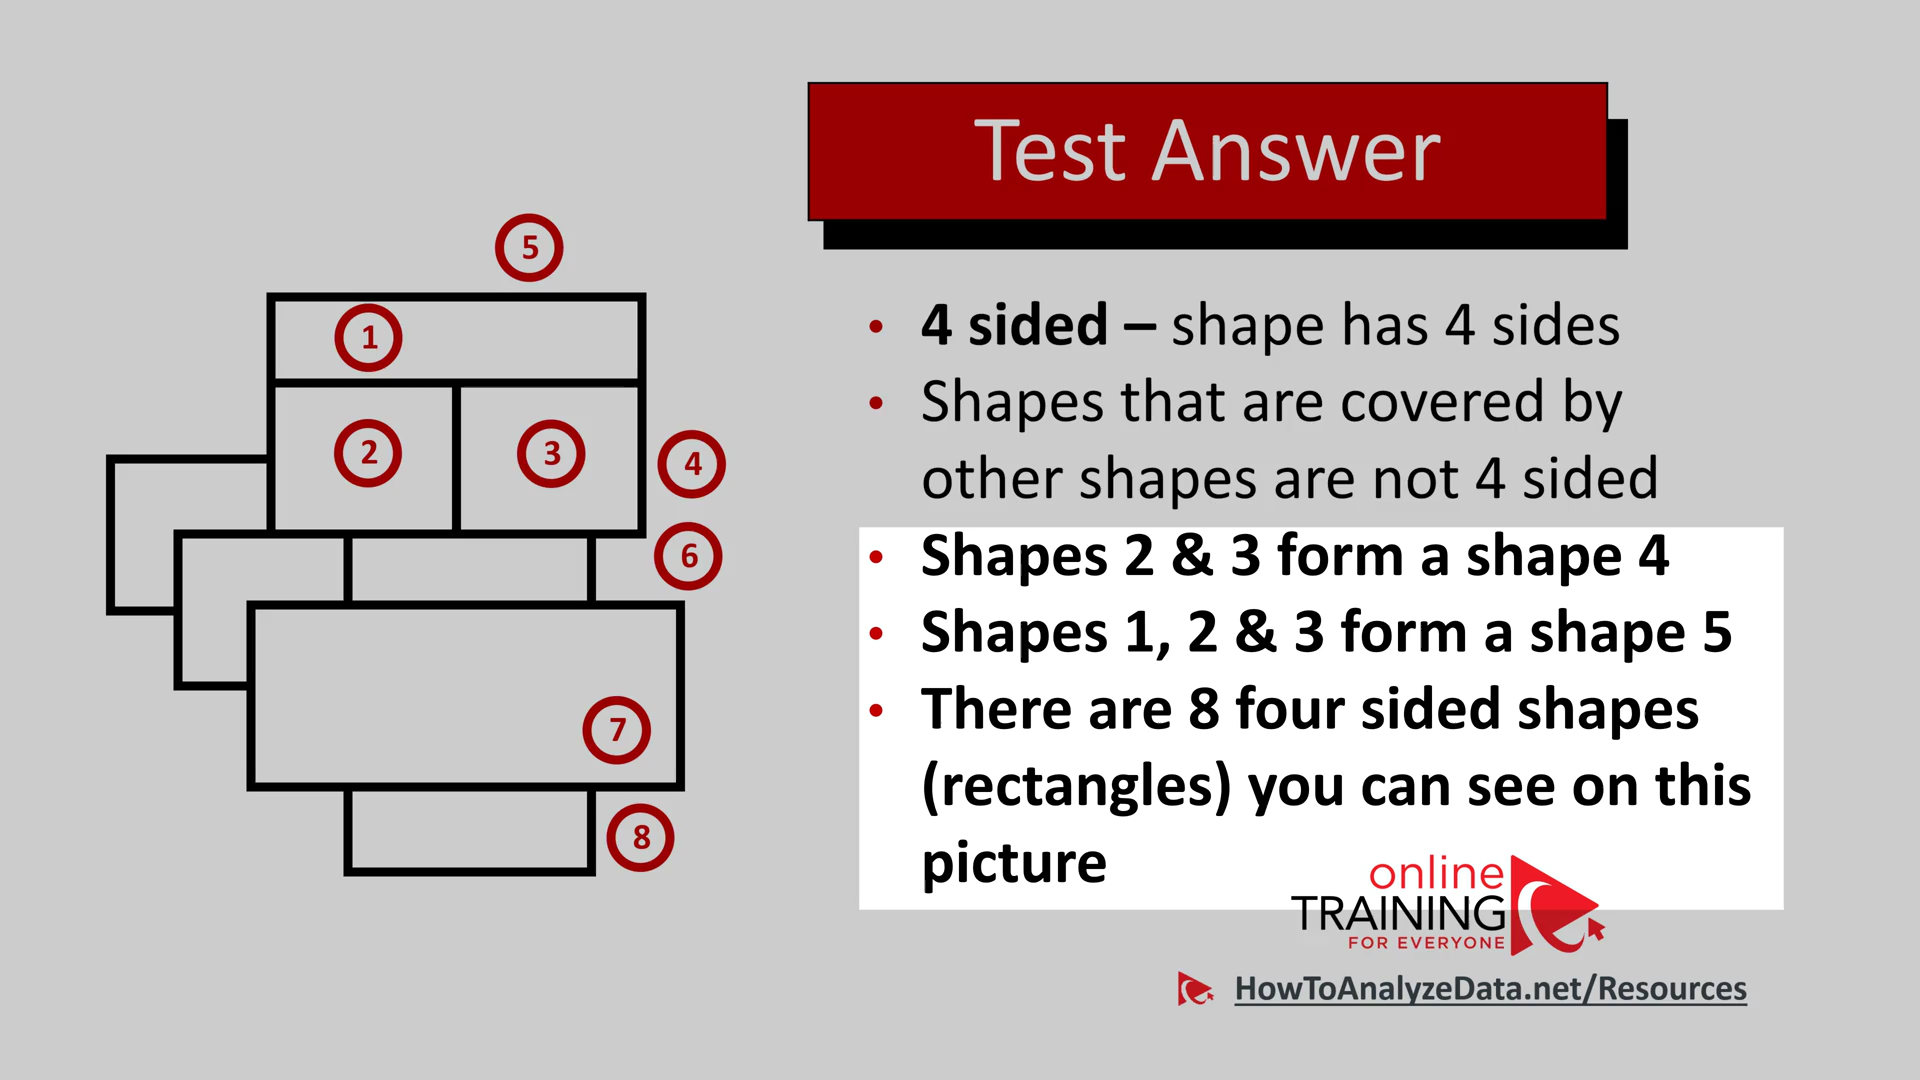 Test Answer
5
1
2
3
4
6
7
8
• 4 sided – shape has 4 sides
• Shapes that are covered by
other shapes are not 4 sided
• Shapes 2 & 3 form a shape 4
• Shapes 1, 2 & 3 form a shape 5
• There are 8 four sided shapes
(rectangles) you can see on this
picture
online
TRAINING
FOR EVERYONE
HowToAnalyzeData.net/Resources